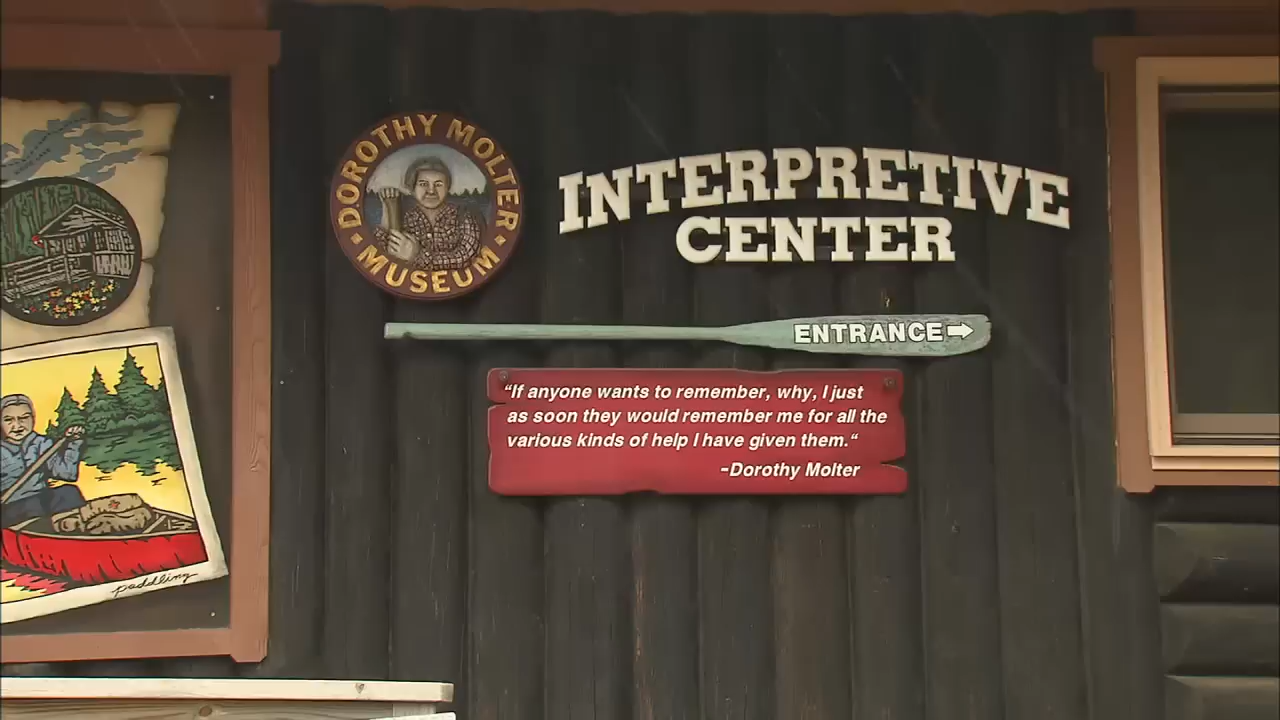 DOROTHY MOLTER
MUSEUM
INTERPRETIVE
CENTER
ENTRANCE
"If anyone wants to remember, why, I just
as soon they would remember me for all the
various kinds of help I have given them."
-Dorothy Molter
paddling